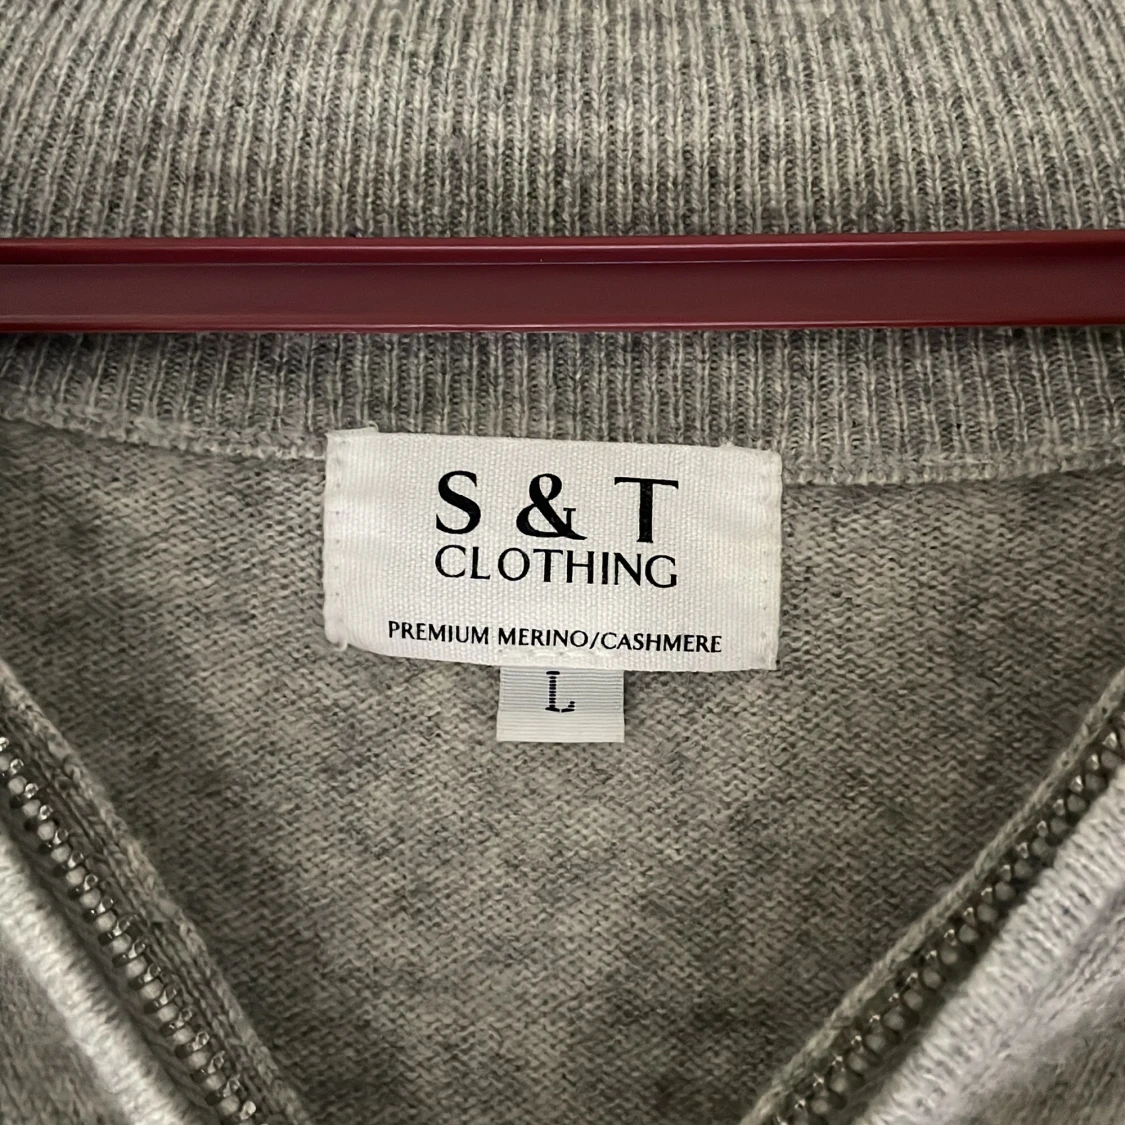 S & T
CLOTHING
PREMIUM MERINO/CASHMERE
L